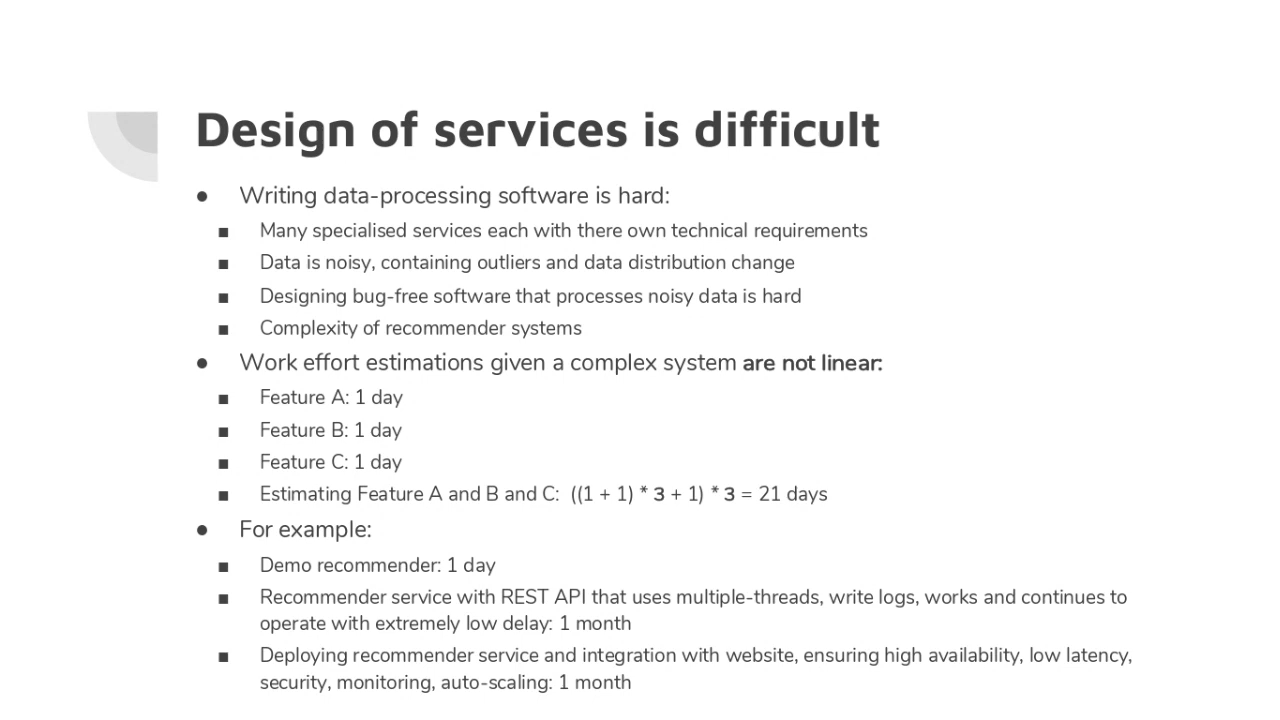 Design of services is difficult
● Writing data-processing software is hard:
■ Many specialised services each with there own technical requirements
■ Data is noisy, containing outliers and data distribution change
■ Designing bug-free software that processes noisy data is hard
■ Complexity of recommender systems
● Work effort estimations given a complex system are not linear:
■ Feature A: 1 day
■ Feature B: 1 day
■ Feature C: 1 day
■ Estimating Feature A and B and C: ((1 + 1) * 3 + 1) * 3 = 21 days
● For example:
■ Demo recommender: 1 day
■ Recommender service with REST API that uses multiple-threads, write logs, works and continues to
operate with extremely low delay: 1 month
■ Deploying recommender service and integration with website, ensuring high availability, low latency,
security, monitoring, auto-scaling: 1 month